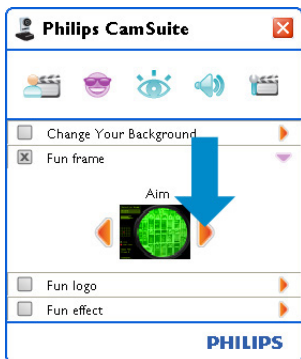 Philips CamSuite
Change Your Background
Fun frame
Aim
Fun logo
Fun effect
PHILIPS